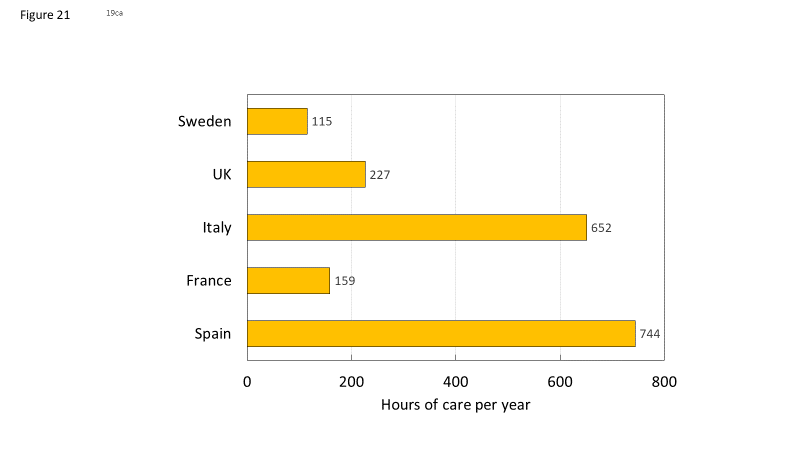 Figure 21 19ca
Sweden 115
UK 227
Italy 652
France 159
Spain 744
0 200 400 600 800
Hours of care per year